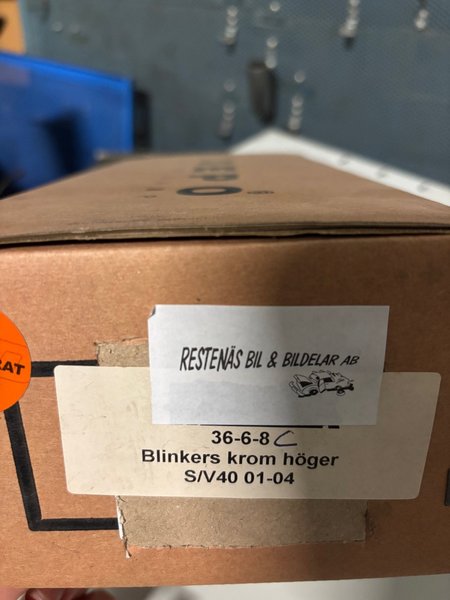 RESTENÄS BIL & BILDELAR AB
36-6-8 C
Blinkers krom höger
S/V40 01-04